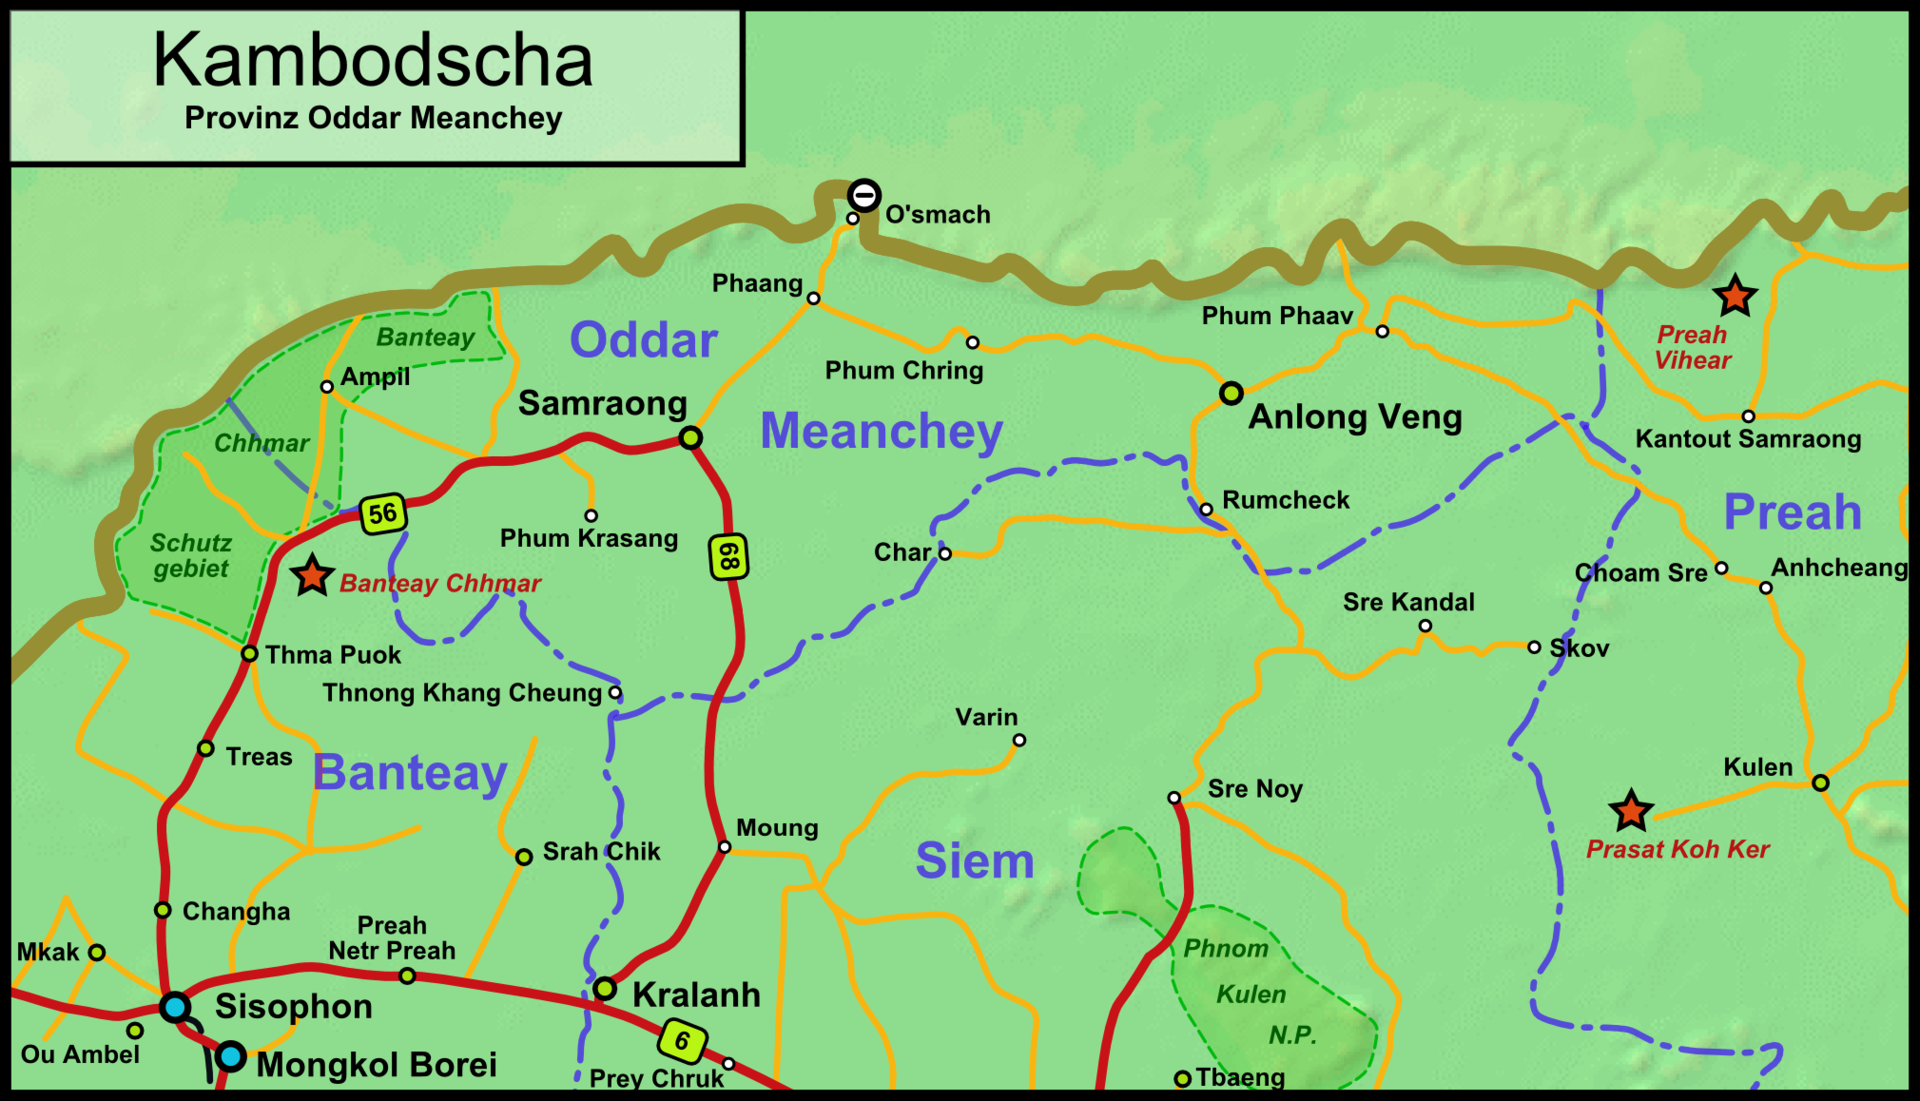 Kambodscha
Provinz Oddar Meanchey
O'smach
Phaang
Phum Phaav
Preah
Vihear
Banteay
Oddar
Phum Chring
Ampil
Samraong
Meanchey
Anlong Veng
Kantout Samraong
Chhmar
56
Rumcheck
Preah
Phum Krasang
68
Char
Schutz
gebiet
Banteay Chhmar
Choam Sre
Anhcheang
Sre Kandal
Skov
Thma Puok
Thnong Khang Cheung
Varin
Treas
Banteay
Kulen
Sre Noy
Moung
Srah Chik
Siem
Prasat Koh Ker
Changha
Preah
Netr Preah
Mkak
Phnom
Kulen
N.P.
Sisophon
Kralanh
6
Ou Ambel
Mongkol Borei
Prey Chruk
Tbaeng